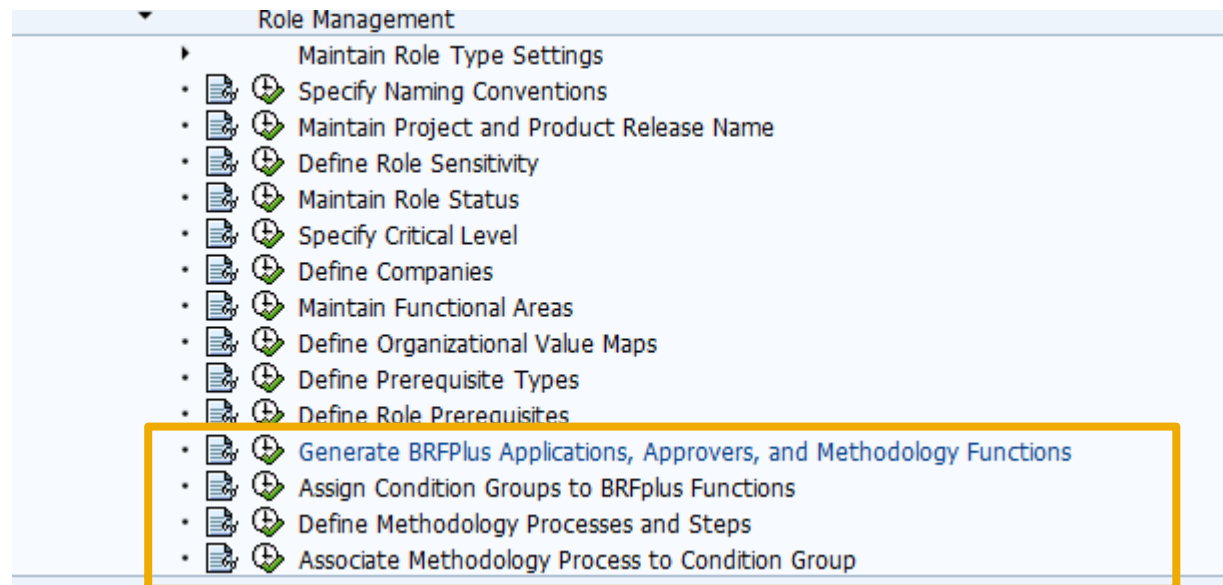 Role Management
Maintain Role Type Settings
Specify Naming Conventions
Maintain Project and Product Release Name
Define Role Sensitivity
Maintain Role Status
Specify Critical Level
Define Companies
Maintain Functional Areas
Define Organizational Value Maps
Define Prerequisite Types
Define Role Prerequisites
Generate BRFPlus Applications, Approvers, and Methodology Functions
Assign Condition Groups to BRFplus Functions
Define Methodology Processes and Steps
Associate Methodology Process to Condition Group